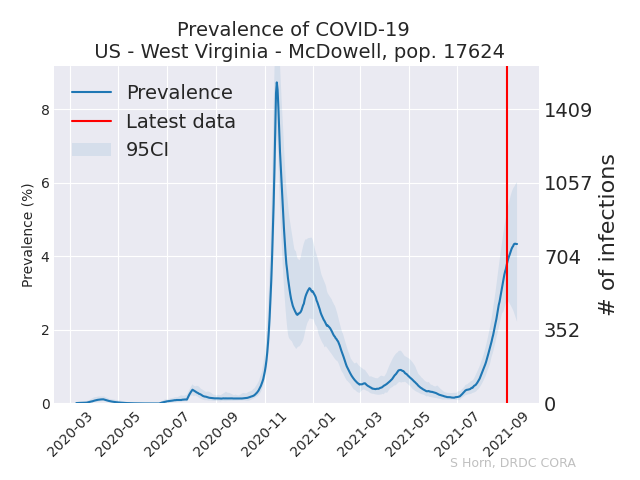 Prevalence of COVID-19
US - West Virginia - McDowell, pop. 17624
Prevalence
Latest data
95CI
Prevalence (%)
8
6
4
2
0
1409
1057
704
352
0
# of infections
2020-03
2020-05
2020-07
2020-09
2020-11
2021-01
2021-03
2021-05
2021-07
2021-09
S Horn, DRDC CORA